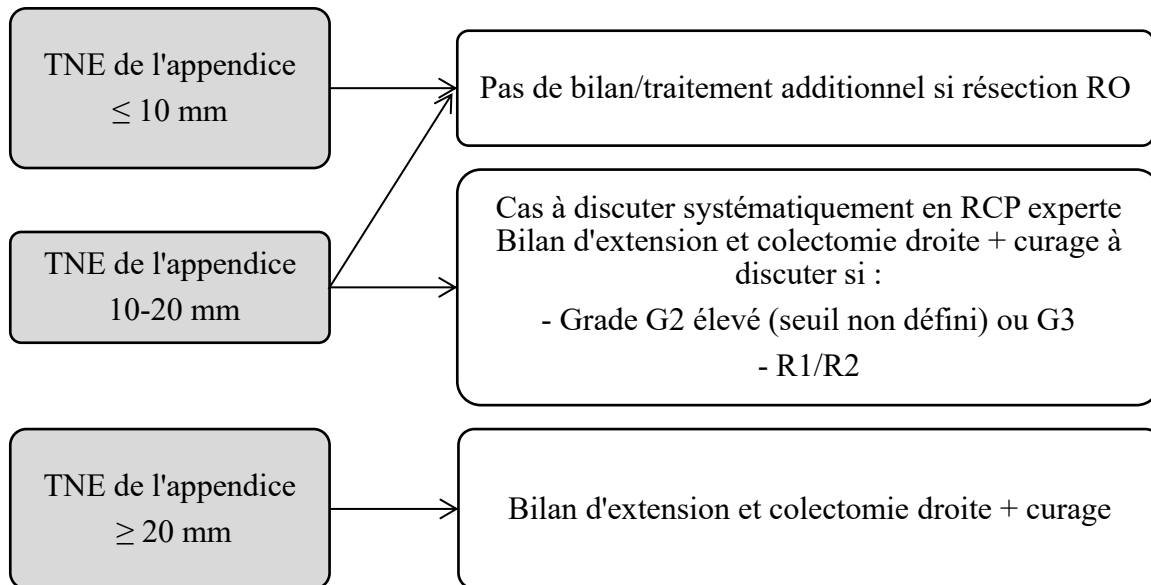 TNE de l'appendice
≤ 10 mm
Pas de bilan/traitement additionnel si résection RO
TNE de l'appendice
10-20 mm
Cas à discuter systématiquement en RCP experte
Bilan d'extension et colectomie droite + curage à
discuter si :
- Grade G2 élevé (seuil non défini) ou G3
- R1/R2
TNE de l'appendice
≥ 20 mm
Bilan d'extension et colectomie droite + curage